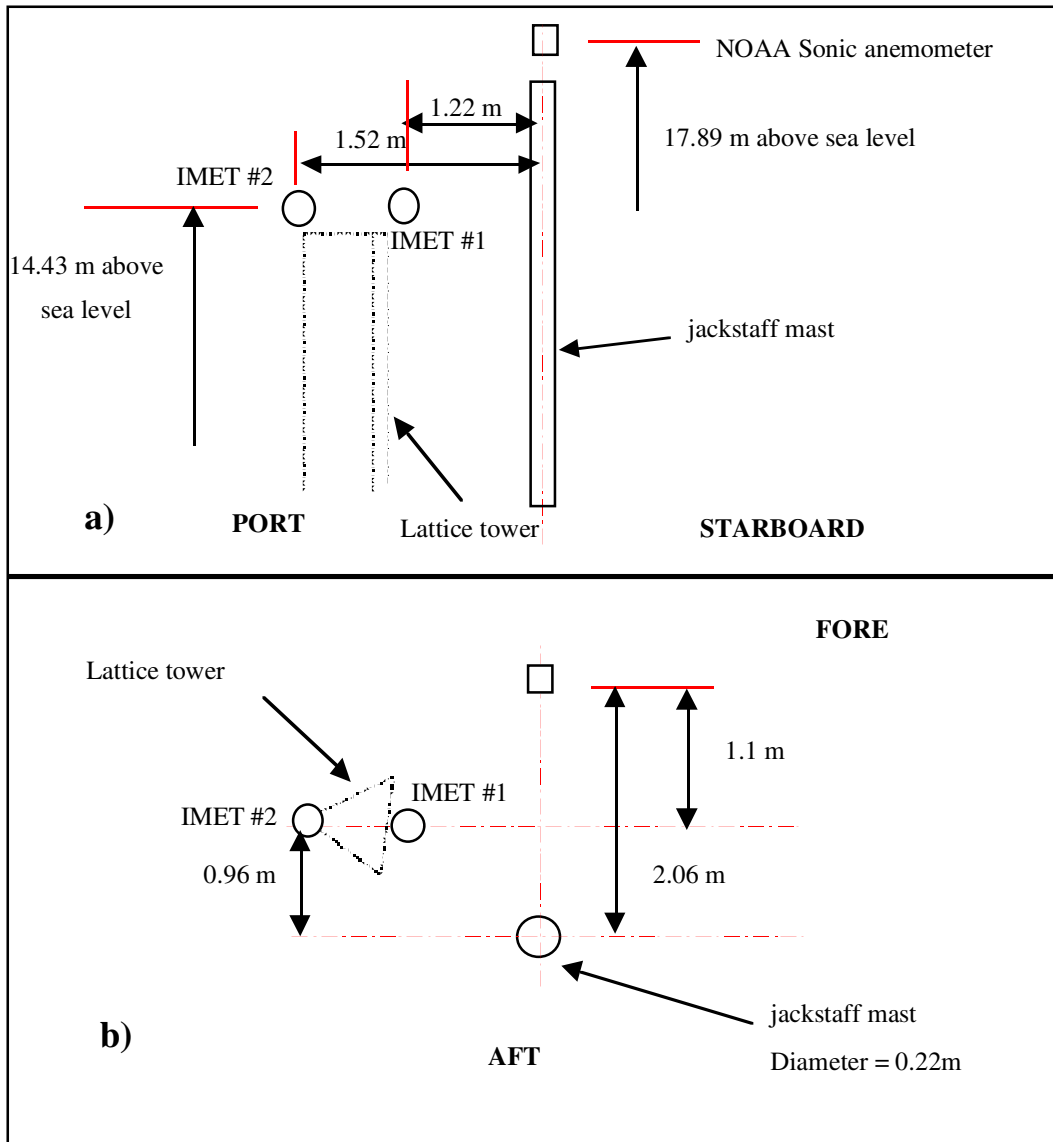 NOAA Sonic anemometer
1.22 m
1.52 m
17.89 m above sea level
IMET #2
IMET #1
14.43 m above
sea level
jackstaff mast
a)
PORT
Lattice tower
STARBOARD
FORE
Lattice tower
1.1 m
IMET #1
IMET #2
0.96 m
2.06 m
jackstaff mast
b)
AFT
Diameter = 0.22m